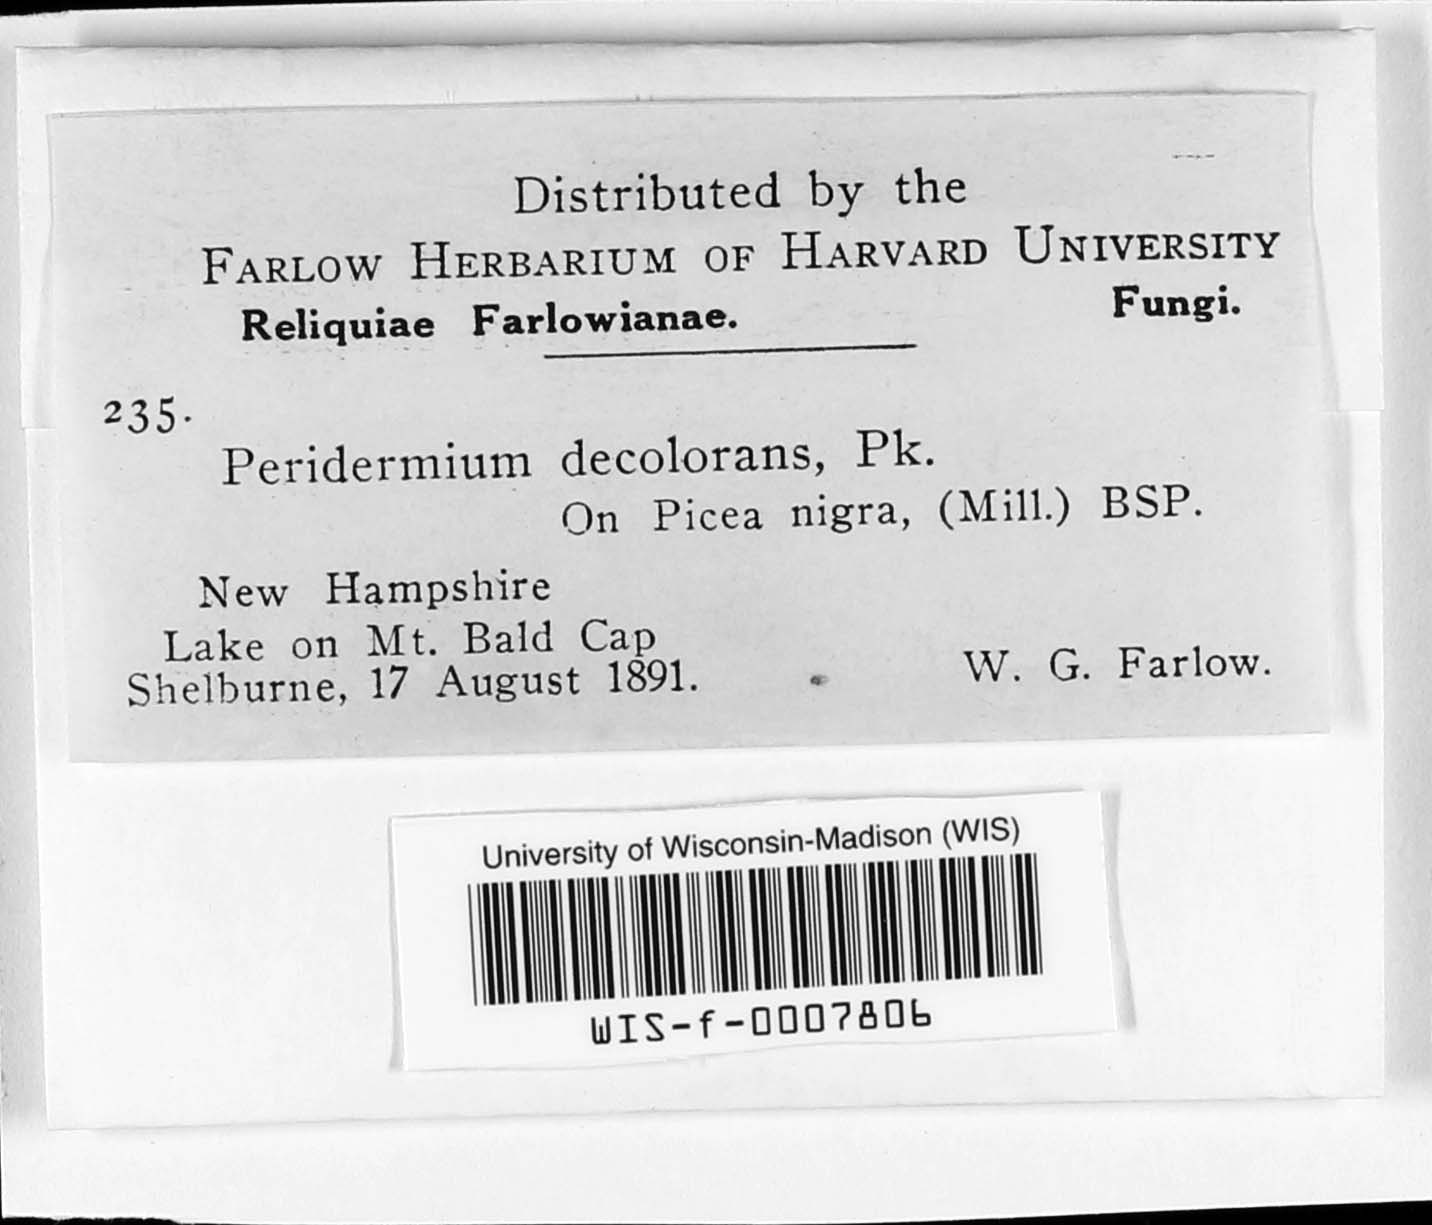 Distributed by the
FARLOW HERBARIUM OF HARVARD UNIVERSITY
Reliquiae Farlowianae. Fungi.
235.
Peridermium decolorans, Pk.
On Picea nigra, (Mill.) BSP.
New Hampshire
Lake on Mt. Bald Cap
Shelburne, 17 August 1891. W. G. Farlow.
University of Wisconsin-Madison (WIS)
WIS-f-0007806